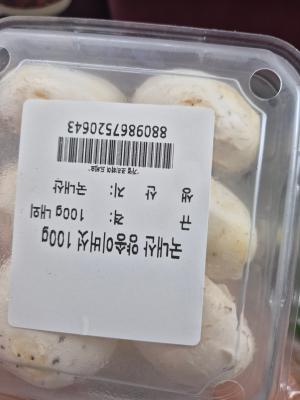 국내산 양송이버섯 100g
규 격: 100g 내외
생 산 지: 국내산
8809867520643